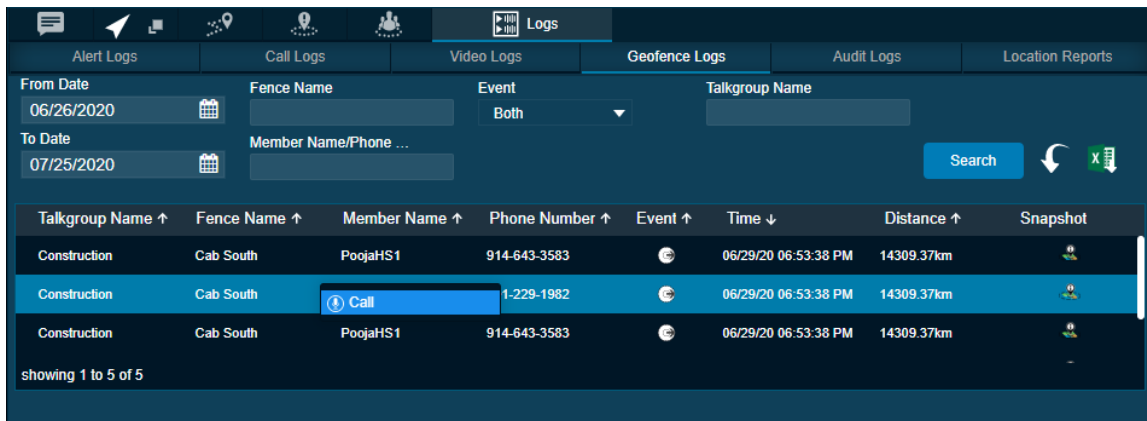 Logs
Alert Logs Call Logs Video Logs Geofence Logs Audit Logs Location Reports
From Date Fence Name Event Talkgroup Name
06/26/2020 Both
To Date Member Name/Phone ...
07/25/2020 Search
Talkgroup Name ↑ Fence Name ↑ Member Name ↑ Phone Number ↑ Event ↑ Time ↓ Distance ↑ Snapshot
Construction Cab South PoojaHS1 914-643-3583 06/29/20 06:53:38 PM 14309.37km
Construction Cab South Call 1-229-1982 06/29/20 06:53:38 PM 14309.37km
Construction Cab South PoojaHS1 914-643-3583 06/29/20 06:53:38 PM 14309.37km
showing 1 to 5 of 5